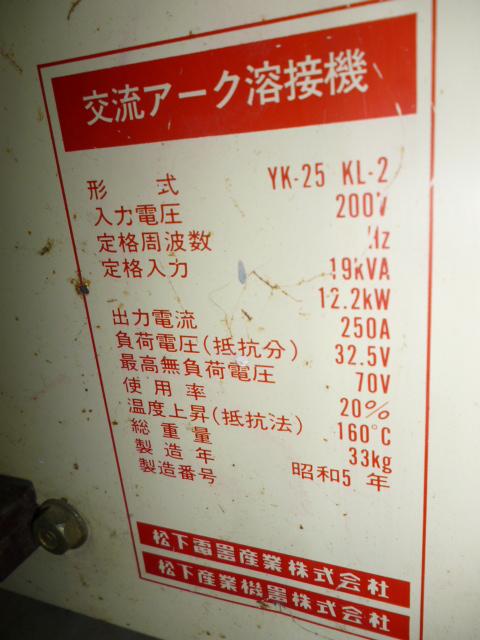 交流アーク溶接機
形 式 YK-25 KL-2
入力電圧 200V
定格周波数 Hz
定格入力 19kVA
12.2kW
出力電流 250A
負荷電圧(抵抗分) 32.5V
最高無負荷電圧 70V
使用率 20%
温度上昇(抵抗法) 160°C
総重量 33kg
製造年 昭和5 年
製造番号
松下電器産業株式会社
松下産業機器株式会社